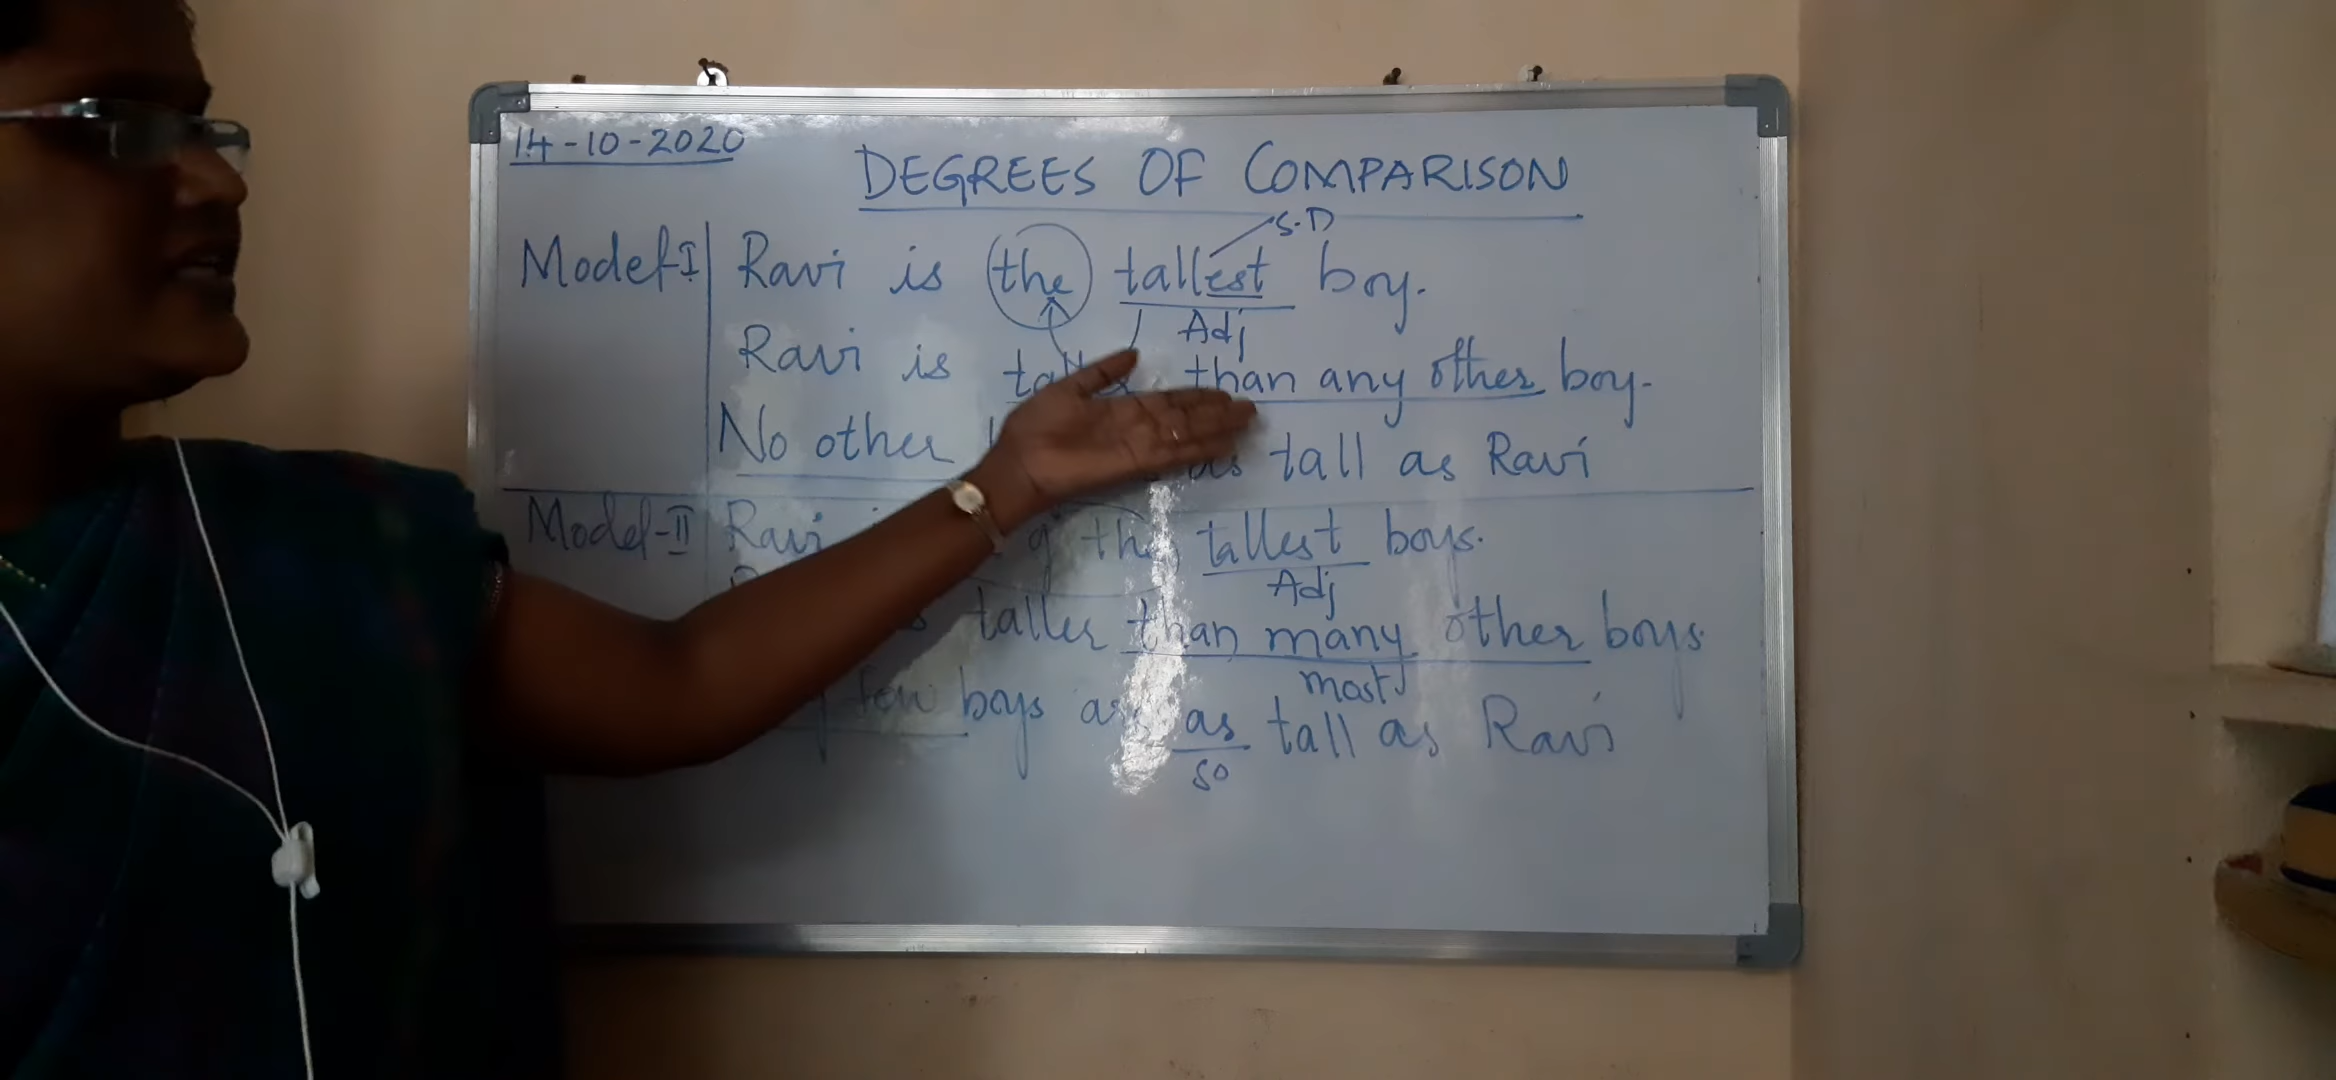 14-10-2020
DEGREES OF COMPARISON
S.D
Model-I Ravi is the tallest boy.
Adj
Ravi is than any other boy.
No other as tall as Ravi
Model-II Ravi the tallest boys.
Adj
taller than many other boys
most
few boys as tall as Ravi
so